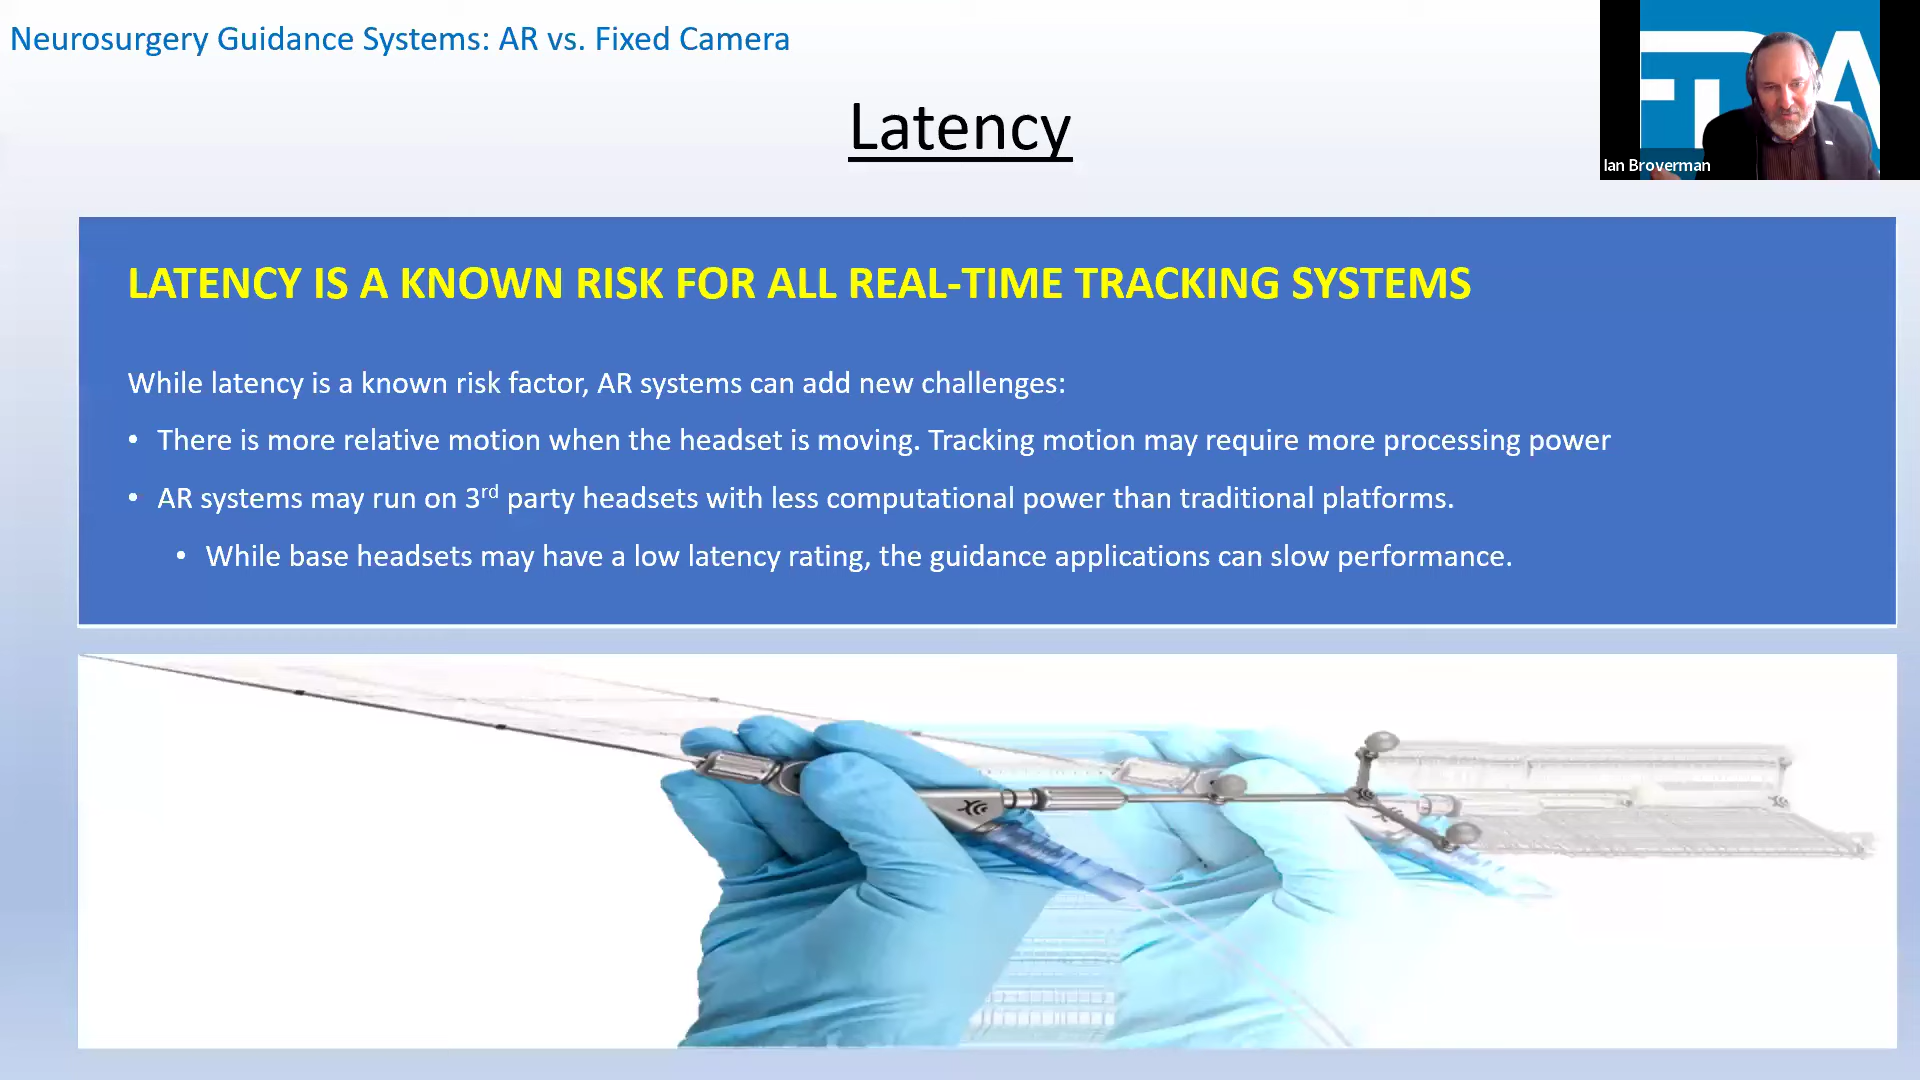 Neurosurgery Guidance Systems: AR vs. Fixed Camera
FDA
Ian Broverman
Latency
LATENCY IS A KNOWN RISK FOR ALL REAL-TIME TRACKING SYSTEMS
While latency is a known risk factor, AR systems can add new challenges:
• There is more relative motion when the headset is moving. Tracking motion may require more processing power
• AR systems may run on 3rd party headsets with less computational power than traditional platforms.
• While base headsets may have a low latency rating, the guidance applications can slow performance.